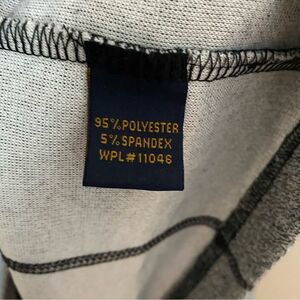 95% POLYESTER
5% SPANDEX
WPL#11046